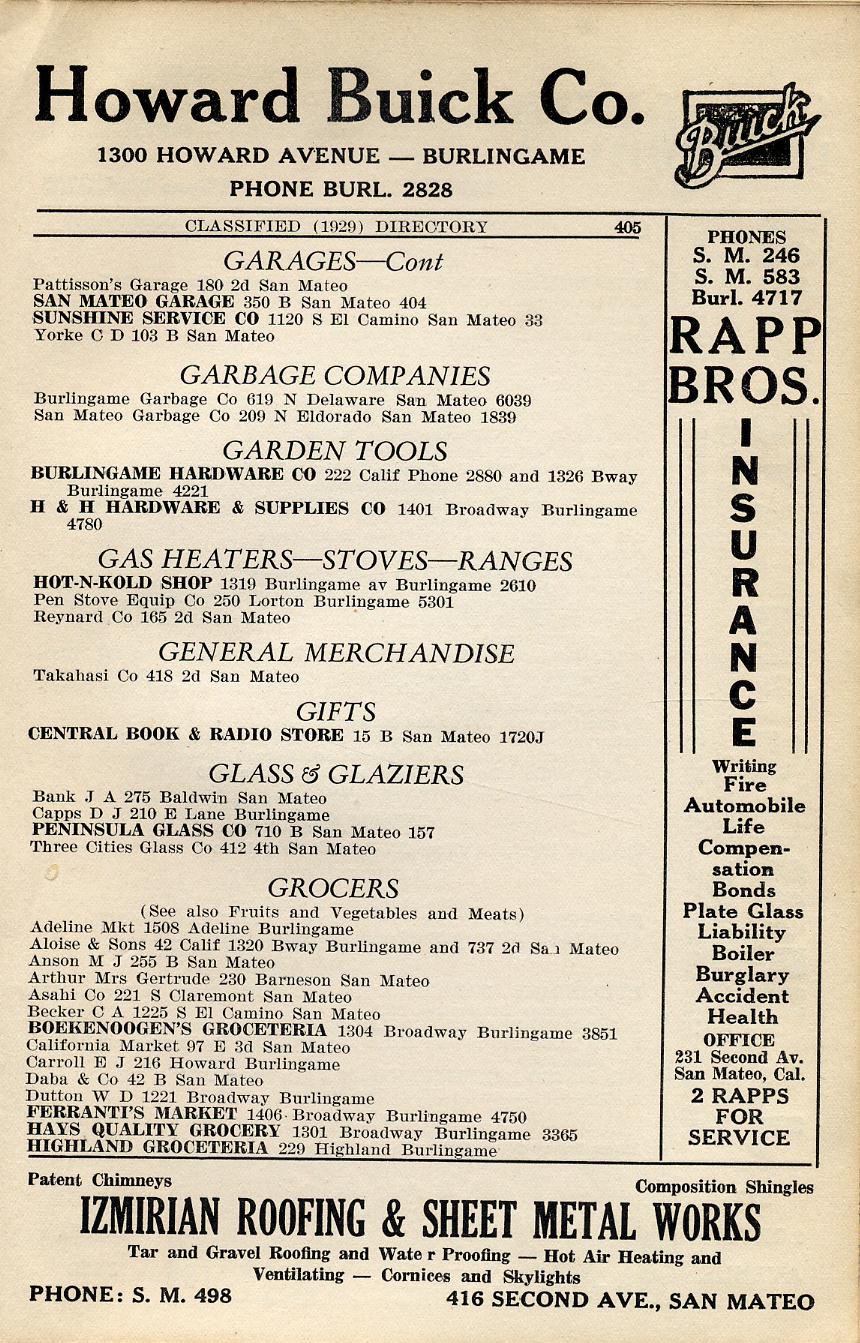 Howard Buick Co.
Buick
1300 HOWARD AVENUE — BURLINGAME
PHONE BURL. 2828
CLASSIFIED (1929) DIRECTORY 405
GARAGES—Cont
Pattisson's Garage 180 2d San Mateo
SAN MATEO GARAGE 350 B San Mateo 404
SUNSHINE SERVICE CO 1120 S El Camino San Mateo 33
Yorke C D 103 B San Mateo
GARBAGE COMPANIES
Burlingame Garbage Co 619 N Delaware San Mateo 6039
San Mateo Garbage Co 209 N Eldorado San Mateo 1839
GARDEN TOOLS
BURLINGAME HARDWARE CO 222 Calif Phone 2880 and 1326 Bway
Burlingame 4221
H & H HARDWARE & SUPPLIES CO 1401 Broadway Burlingame
4780
GAS HEATERS—STOVES—RANGES
HOT-N-KOLD SHOP 1319 Burlingame av Burlingame 2610
Pen Stove Equip Co 250 Lorton Burlingame 5301
Reynard Co 165 2d San Mateo
GENERAL MERCHANDISE
Takahasi Co 418 2d San Mateo
GIFTS
CENTRAL BOOK & RADIO STORE 15 B San Mateo 1720J
GLASS & GLAZIERS
Bank J A 275 Baldwin San Mateo
Capps D J 210 E Lane Burlingame
PENINSULA GLASS CO 710 B San Mateo 157
Three Cities Glass Co 412 4th San Mateo
GROCERS
(See also Fruits and Vegetables and Meats)
Adeline Mkt 1508 Adeline Burlingame
Aloise & Sons 42 Calif 1320 Bway Burlingame and 737 2d San Mateo
Anson M J 255 B San Mateo
Arthur Mrs Gertrude 230 Barneson San Mateo
Asahi Co 221 S Claremont San Mateo
Becker C A 1225 S El Camino San Mateo
BOEKENOOGEN'S GROCETERIA 1304 Broadway Burlingame 3851
California Market 97 E 3d San Mateo
Carroll E J 216 Howard Burlingame
Daba & Co 42 B San Mateo
Dutton W D 1221 Broadway Burlingame
FERRANTI'S MARKET 1406 Broadway Burlingame 4750
HAYS QUALITY GROCERY 1301 Broadway Burlingame 3365
HIGHLAND GROCETERIA 229 Highland Burlingame
PHONES
S. M. 246
S. M. 583
Burl. 4717
RAPP
BROS.
INSURANCE
Writing
Fire
Automobile
Life
Compen-
sation
Bonds
Plate Glass
Liability
Boiler
Burglary
Accident
Health
OFFICE
231 Second Av.
San Mateo, Cal.
2 RAPPS
FOR
SERVICE
Patent Chimneys Composition Shingles
IZMIRIAN ROOFING & SHEET METAL WORKS
Tar and Gravel Roofing and Wate r Proofing — Hot Air Heating and
Ventilating — Cornices and Skylights
PHONE: S. M. 498 416 SECOND AVE., SAN MATEO